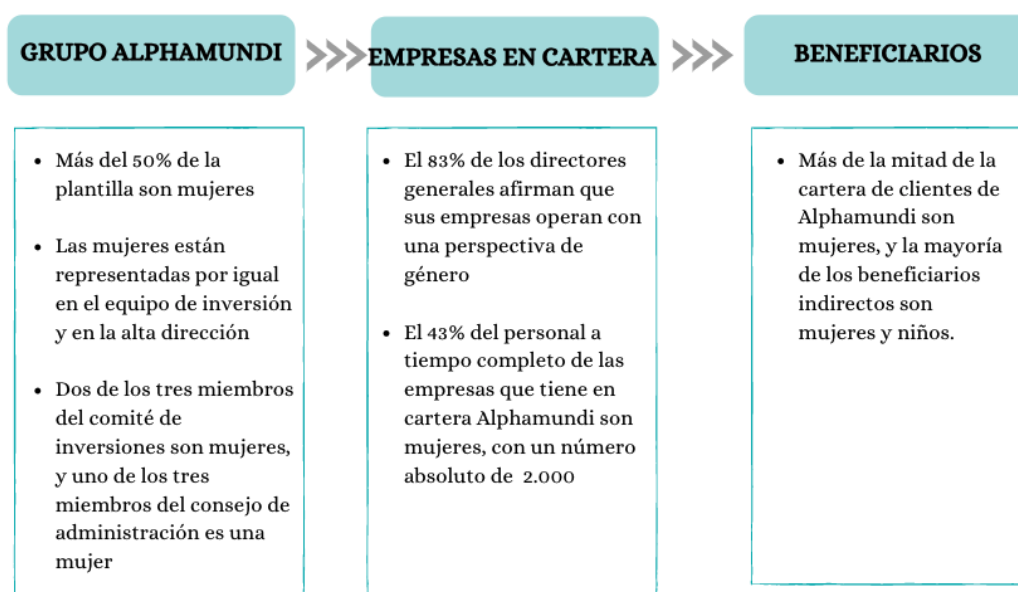 GRUPO ALPHAMUNDI
EMPRESAS EN CARTERA
BENEFICIARIOS
• Más del 50% de la
plantilla son mujeres
• Las mujeres están
representadas por igual
en el equipo de inversión
y en la alta dirección
• Dos de los tres miembros
del comité de
inversiones son mujeres,
y uno de los tres
miembros del consejo de
administración es una
mujer
• El 83% de los directores
generales afirman que
sus empresas operan con
una perspectiva de
género
• El 43% del personal a
tiempo completo de las
empresas que tiene en
cartera Alphamundi son
mujeres, con un número
absoluto de 2.000
• Más de la mitad de la
cartera de clientes de
Alphamundi son
mujeres, y la mayoría
de los beneficiarios
indirectos son
mujeres y niños.